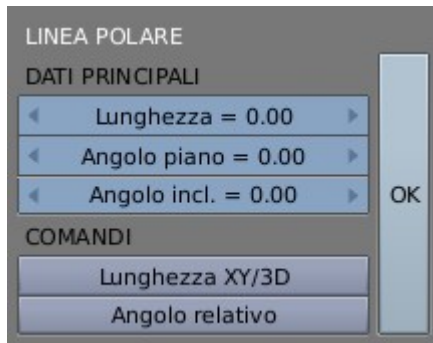 LINEA POLARE
DATI PRINCIPALI
Lunghezza = 0.00
Angolo piano = 0.00
Angolo incl. = 0.00
OK
COMANDI
Lunghezza XY/3D
Angolo relativo